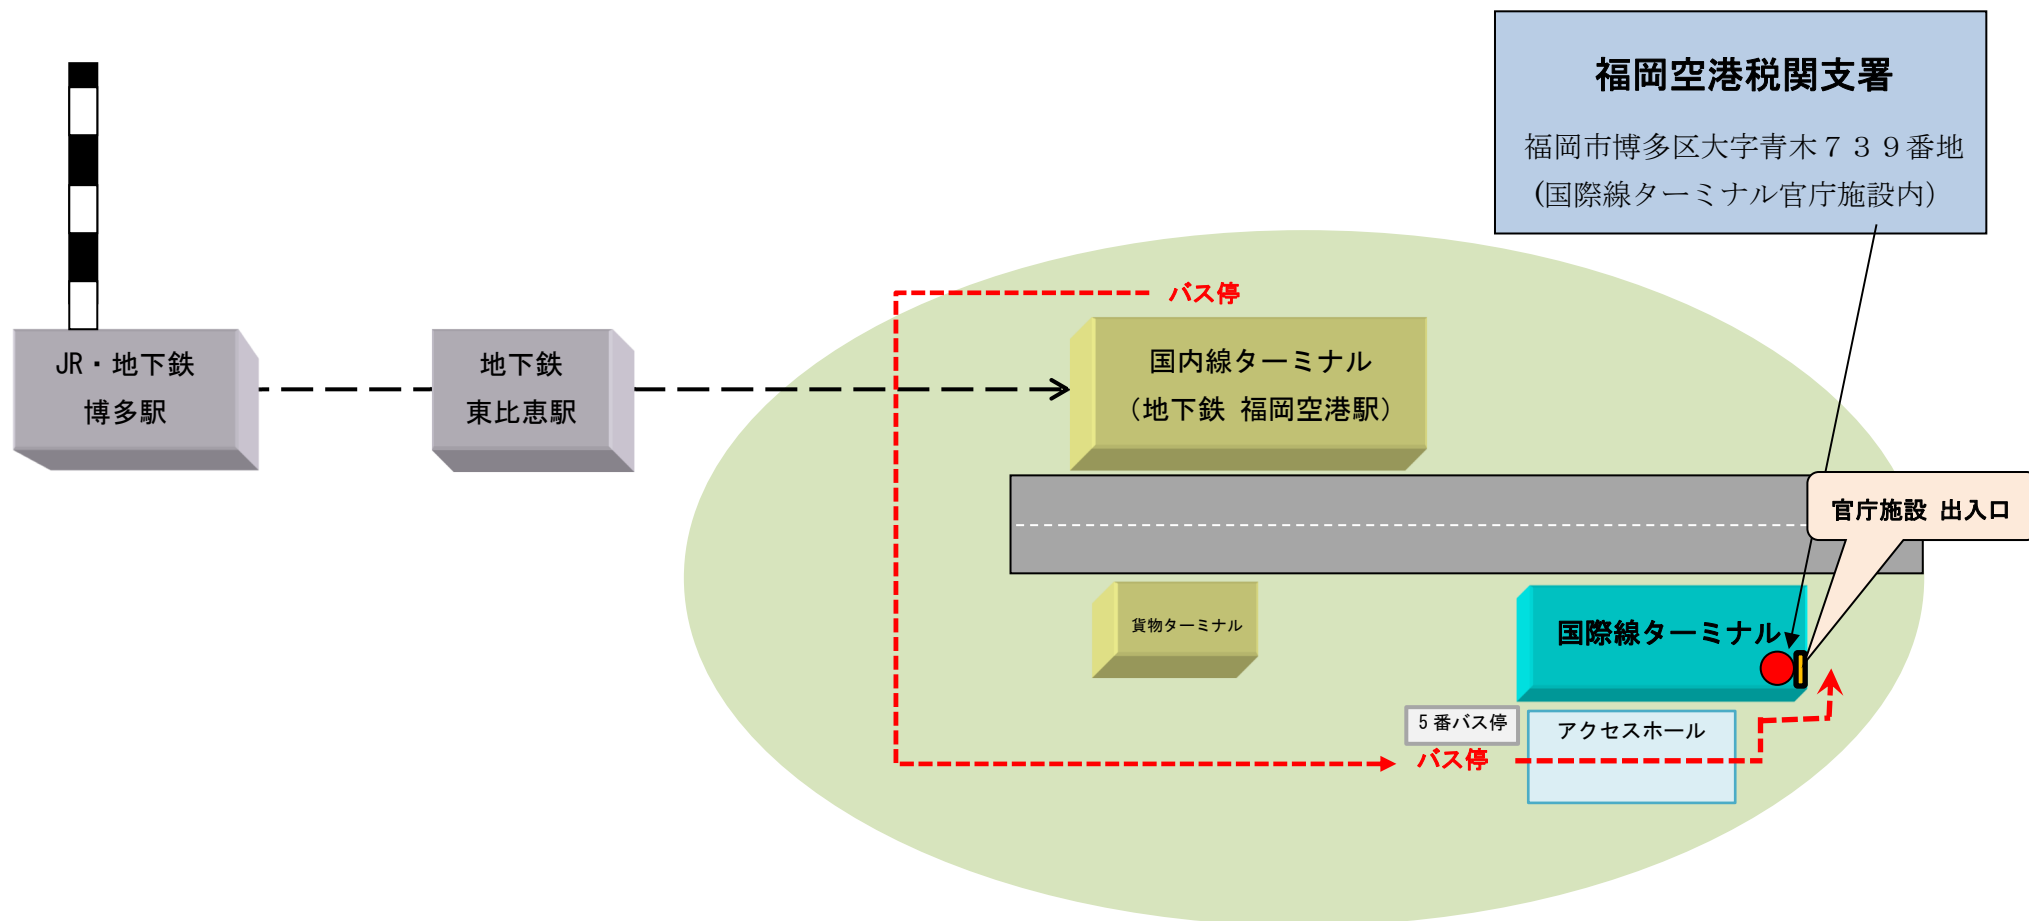 福岡空港税関支署
福岡市博多区大字青木７３９番地
(国際線ターミナル官庁施設内)
バス停
JR・地下鉄
博多駅
地下鉄
東比恵駅
国内線ターミナル
（地下鉄 福岡空港駅）
官庁施設 出入口
貨物ターミナル
国際線ターミナル
5番バス停
バス停
アクセスホール